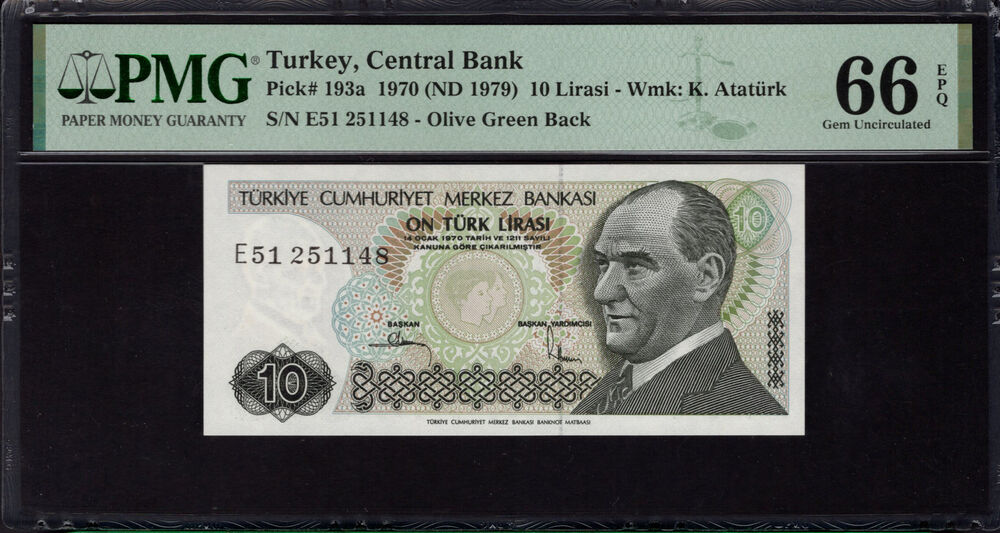 PMG®
PAPER MONEY GUARANTY
Turkey, Central Bank
Pick# 193a 1970 (ND 1979) 10 Lirasi - Wmk: K. Atatürk
S/N E51 251148 - Olive Green Back
66
EPQ
Gem Uncirculated
TÜRKİYE CUMHURİYET MERKEZ BANKASI
ON TÜRK LİRASI
14 OCAK 1970 TARİH VE 1211 SAYILI
KANUNA GÖRE ÇIKARILMIŞTIR
10
E51 251148
BAŞKAN
BAŞKAN YARDIMCISI
10
TÜRKİYE CUMHURİYET MERKEZ BANKASI BANKNOT MATBAASI